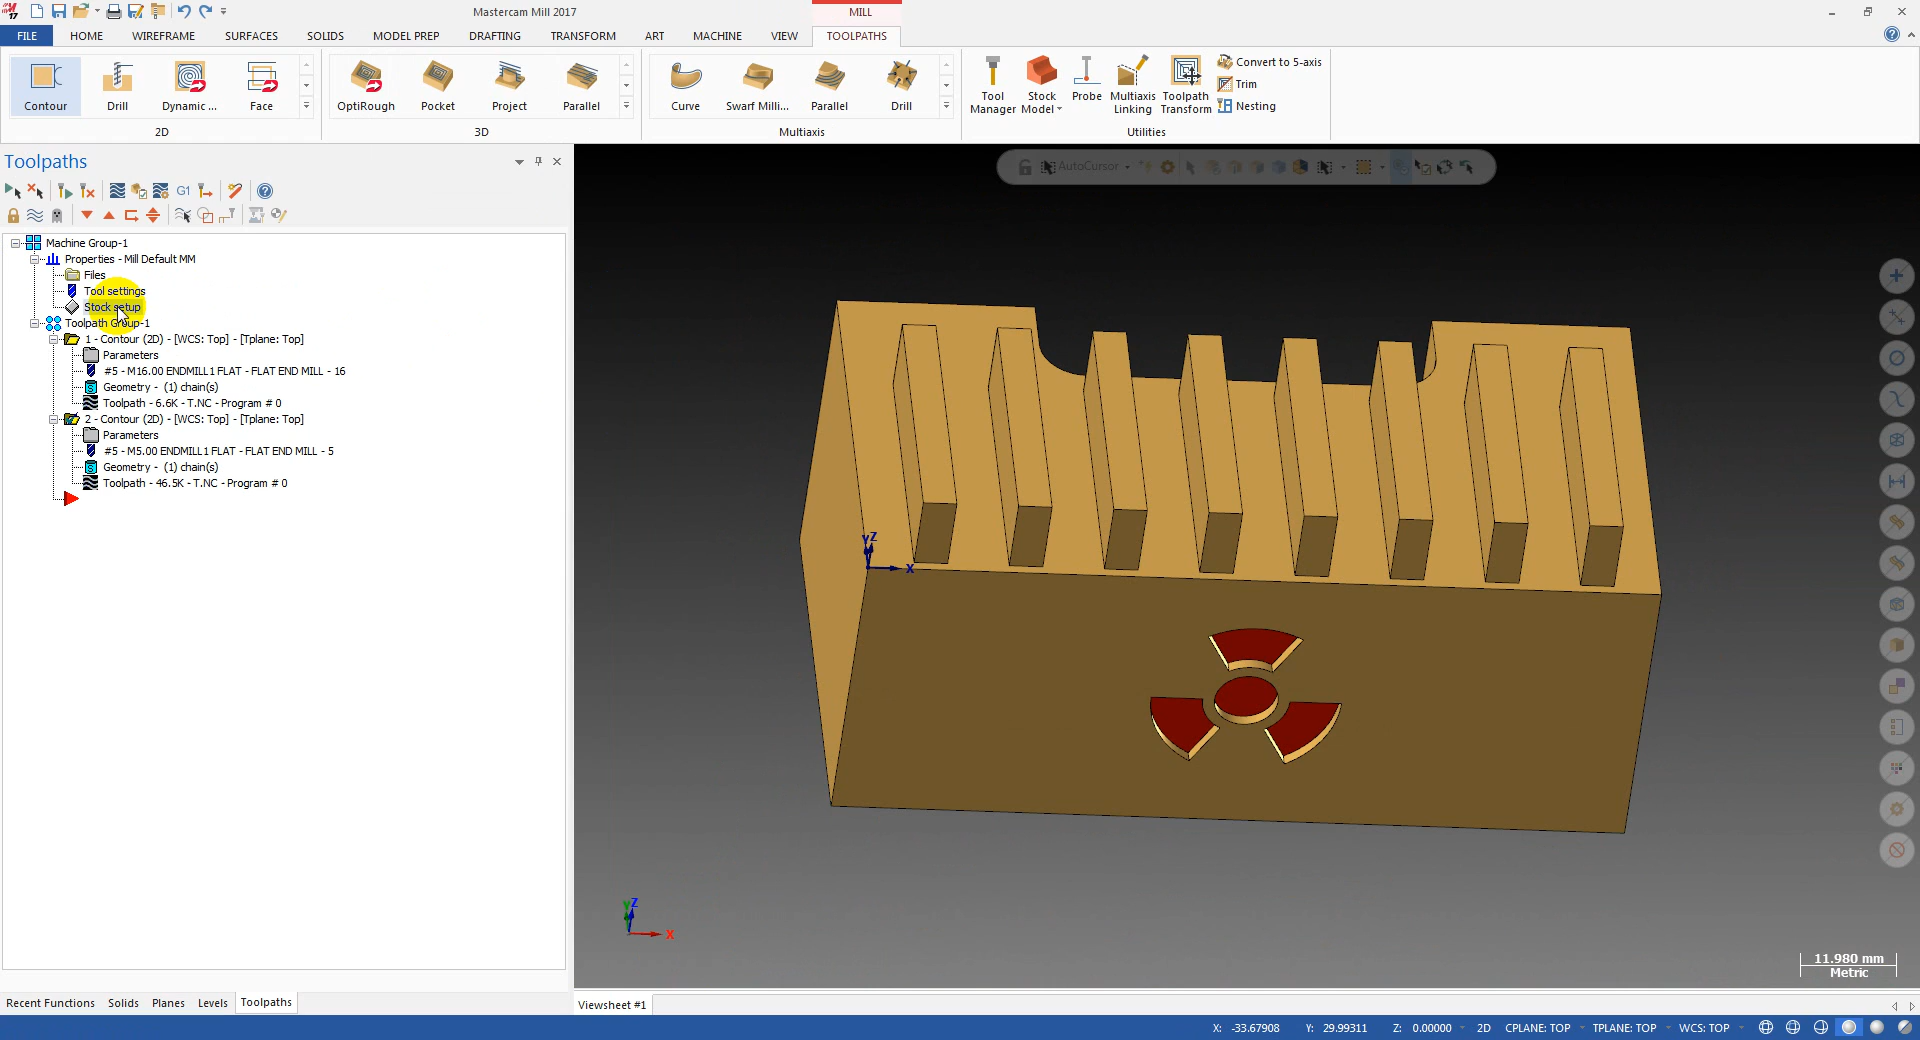 17
Mastercam Mill 2017
MILL
FILE HOME WIREFRAME SURFACES SOLIDS MODEL PREP DRAFTING TRANSFORM ART MACHINE VIEW TOOLPATHS
Contour Drill Dynamic ... Face
OptiRough Pocket Project Parallel
Curve Swarf Milli... Parallel Drill
Tool Manager
Stock Model
Probe
Multiaxis Linking
Toolpath Transform
Convert to 5-axis
Trim
Nesting
2D 3D Multiaxis Utilities
Toolpaths
G1
AutoCursor
Machine Group-1
Properties - Mill Default MM
Files
Tool settings
Stock setup
Toolpath Group-1
1 - Contour (2D) - [WCS: Top] - [Tplane: Top]
Parameters
#5 - M16.00 ENDMILL1 FLAT - FLAT END MILL - 16
Geometry - (1) chain(s)
Toolpath - 6.6K - T.NC - Program # 0
2 - Contour (2D) - [WCS: Top] - [Tplane: Top]
Parameters
#5 - M5.00 ENDMILL1 FLAT - FLAT END MILL - 5
Geometry - (1) chain(s)
Toolpath - 46.5K - T.NC - Program # 0
YZ
X
YZ
X
11.980 mm
Metric
Recent Functions Solids Planes Levels Toolpaths
Viewsheet #1
X: -33.67908 Y: 29.99311 Z: 0.00000 2D CPLANE: TOP TPLANE: TOP WCS: TOP